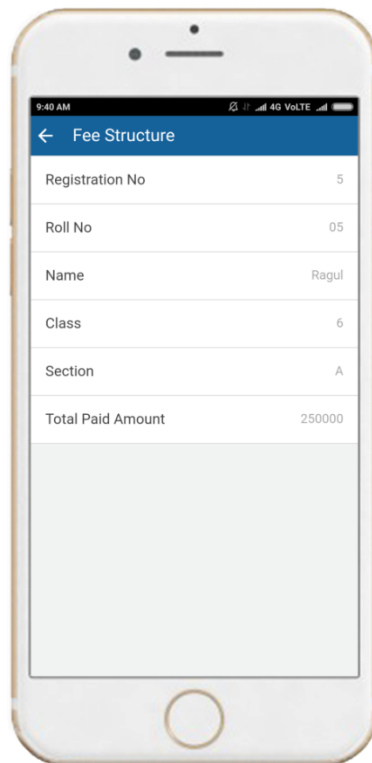 9:40 AM 4G VoLTE
Fee Structure
Registration No 5
Roll No 05
Name Ragul
Class 6
Section A
Total Paid Amount 250000